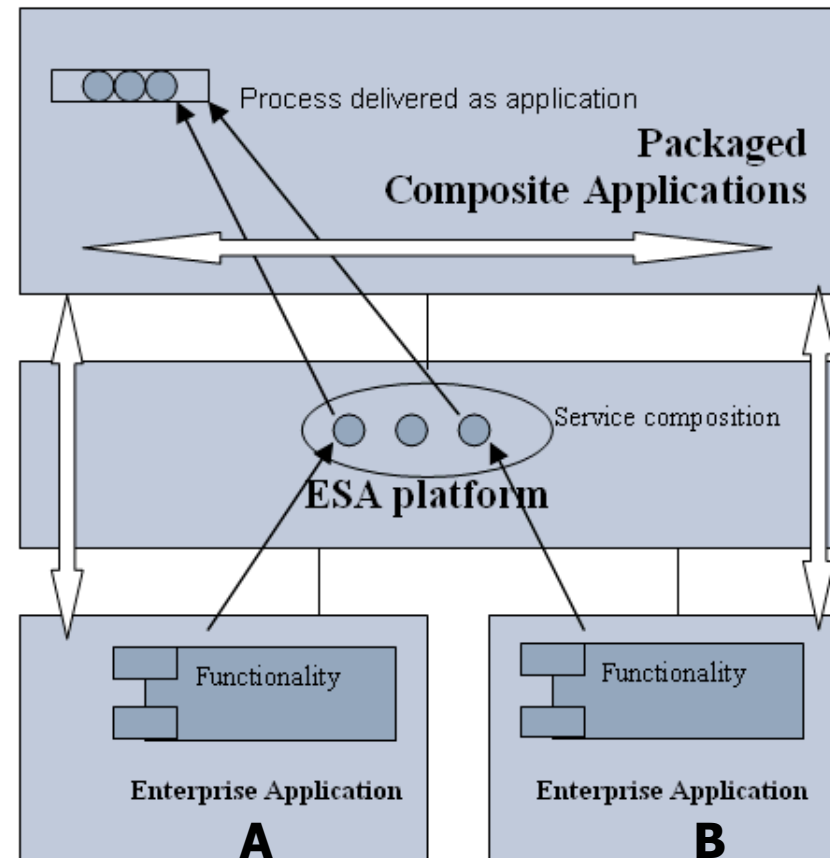 Process delivered as application
Packaged
Composite Applications
Service composition
ESA platform
Functionality
Enterprise Application
A
Functionality
Enterprise Application
B